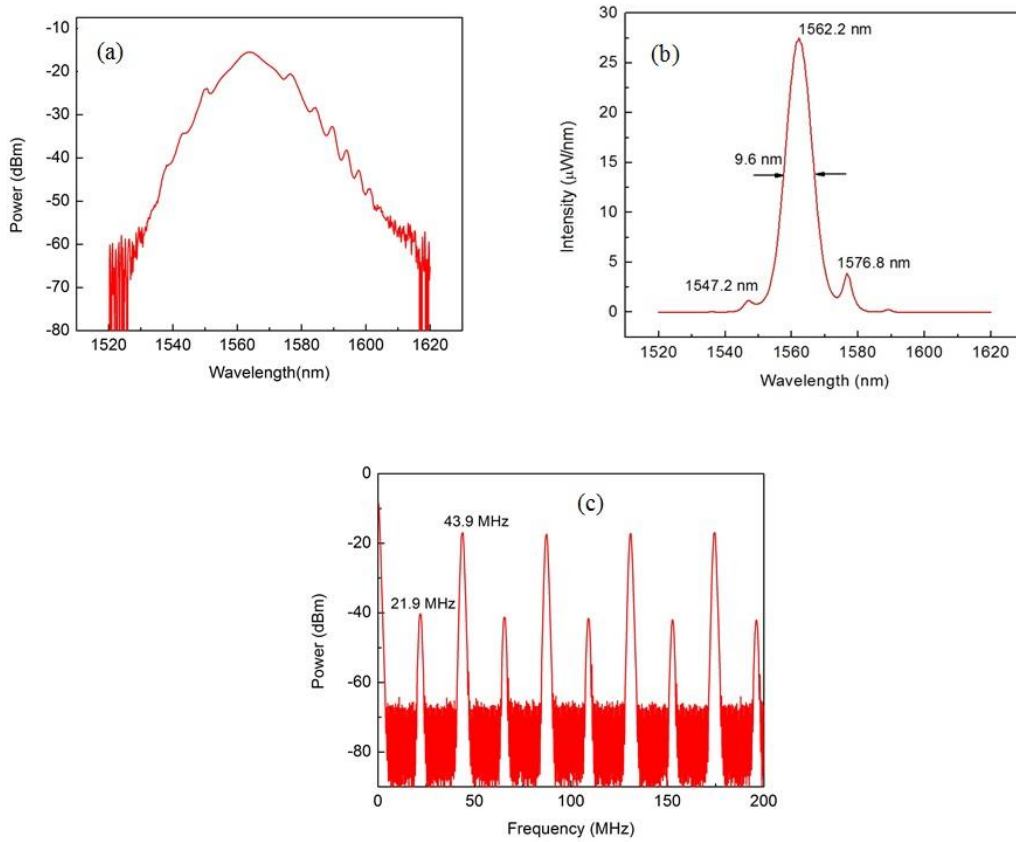 (a)
-10
-20
-30
-40
-50
-60
-70
-80
1520 1540 1560 1580 1600 1620
Power (dBm)
Wavelength(nm)
(b)
30
25
20
15
10
5
0
1562.2 nm
9.6 nm
1576.8 nm
1547.2 nm
1520 1540 1560 1580 1600 1620
Intensity (μW/nm)
Wavelength (nm)
(c)
0
-20
-40
-60
-80
43.9 MHz
21.9 MHz
0 50 100 150 200
Power (dBm)
Frequency (MHz)